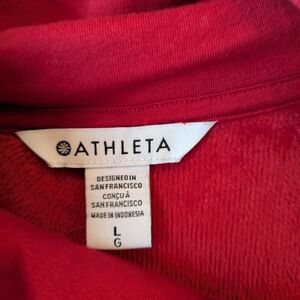 ATHLETA
DESIGNED IN
SAN FRANCISCO
CONÇU À
SAN FRANCISCO
MADE IN INDONESIA
L
G